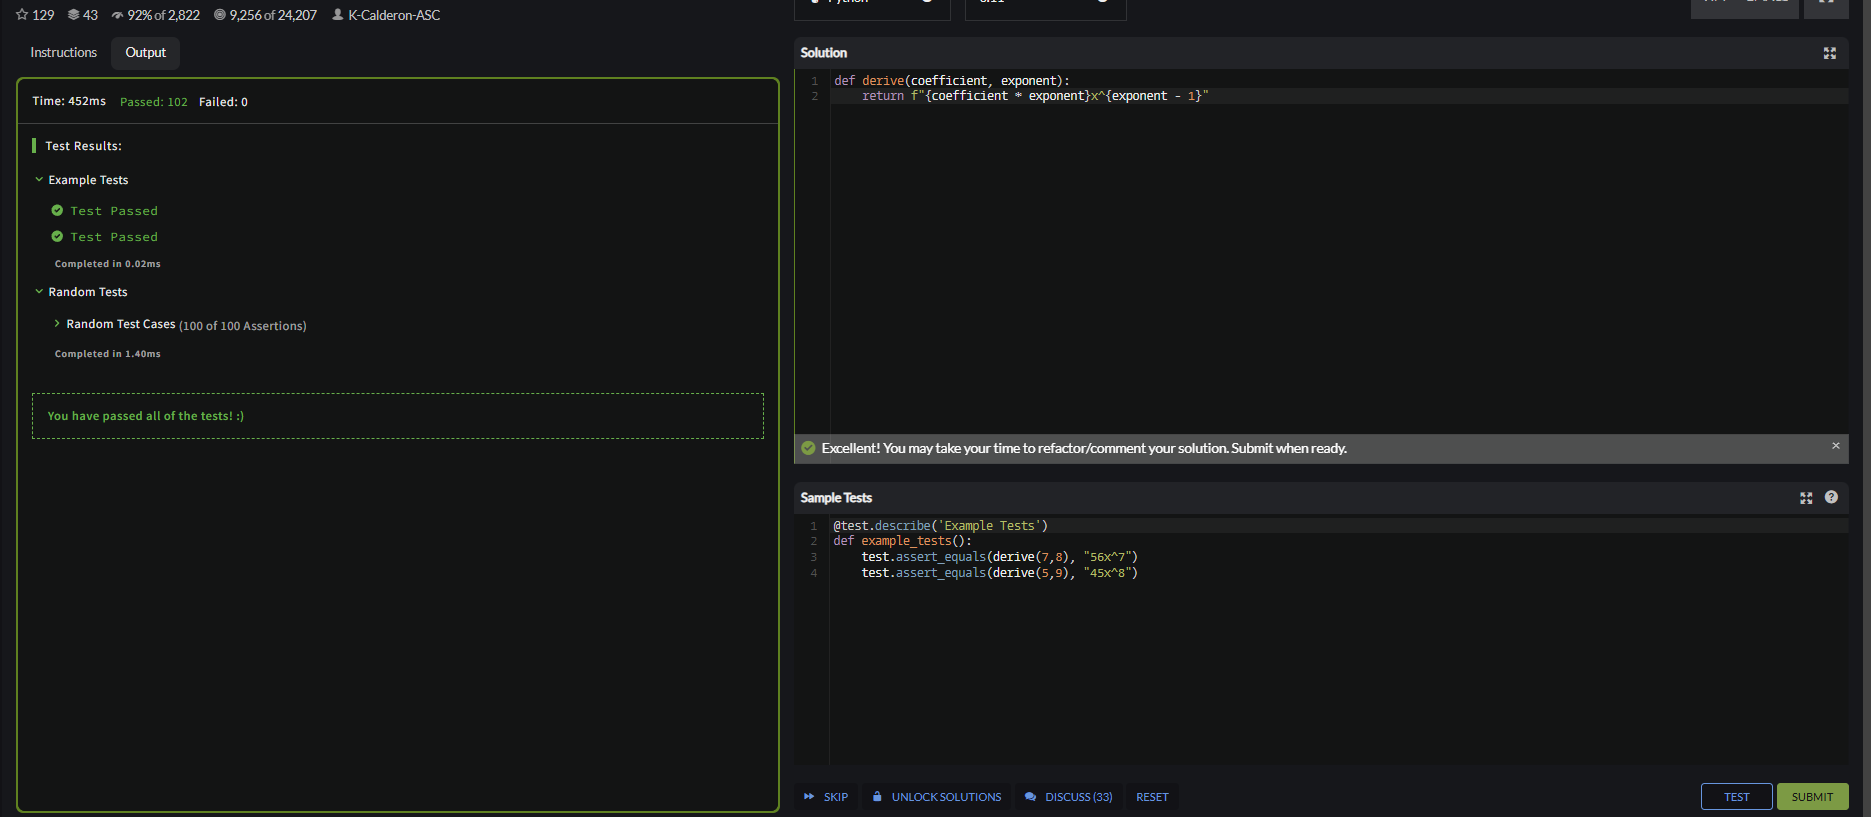 129 43 92% of 2,822 9,256 of 24,207 K-Calderon-ASC
Instructions Output
Time: 452ms Passed: 102 Failed: 0
Test Results:
Example Tests
Test Passed
Test Passed
Completed in 0.02ms
Random Tests
Random Test Cases (100 of 100 Assertions)
Completed in 1.40ms
You have passed all of the tests! :)
Python
Solution
1 def derive(coefficient, exponent):
2     return f"{coefficient * exponent}x^{exponent - 1}"
Excellent! You may take your time to refactor/comment your solution. Submit when ready. ×
Sample Tests
1 @test.describe('Example Tests')
2 def example_tests():
3     test.assert_equals(derive(7,8), "56x^7")
4     test.assert_equals(derive(5,9), "45x^8")
SKIP UNLOCK SOLUTIONS DISCUSS (33) RESET TEST SUBMIT